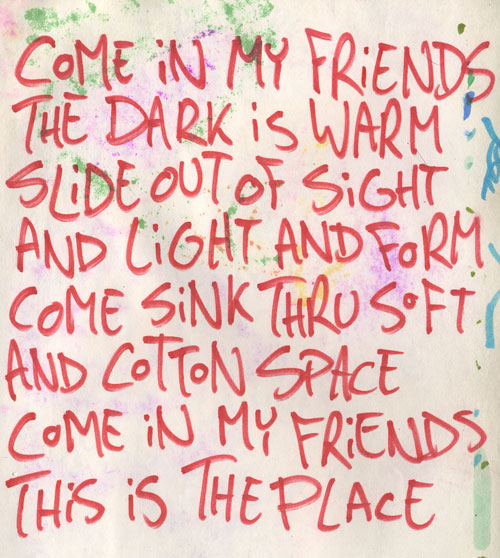 COME iN MY FRiENDS
THE DARK iS WARM
SLiDE OUT OF SiGHT
AND LiGHT AND FORM
COME SiNK THRU SOFT
AND COTTON SPACE
COME iN MY FRiENDS
THiS iS THE PLACE